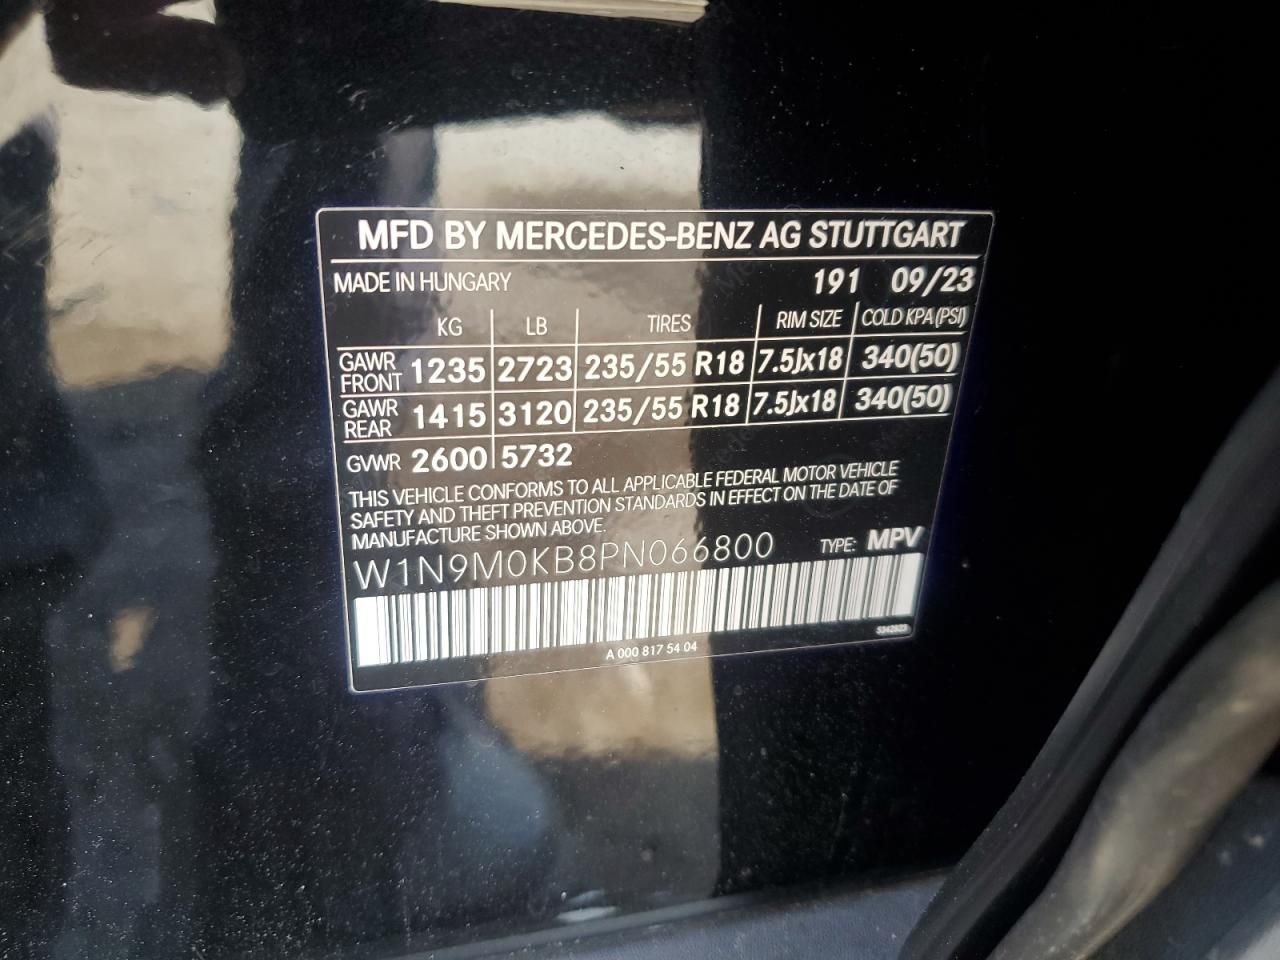 MFD BY MERCEDES-BENZ AG STUTTGART
MADE IN HUNGARY 191 09/23
KG LB TIRES RIM SIZE COLD KPA (PSI)
GAWR FRONT 1235 2723 235/55 R18 7.5Jx18 340(50)
GAWR REAR 1415 3120 235/55 R18 7.5Jx18 340(50)
GVWR 2600 5732
THIS VEHICLE CONFORMS TO ALL APPLICABLE FEDERAL MOTOR VEHICLE
SAFETY AND THEFT PREVENTION STANDARDS IN EFFECT ON THE DATE OF
MANUFACTURE SHOWN ABOVE.
W1N9M0KB8PN066800 TYPE: MPV
A 000 817 54 04